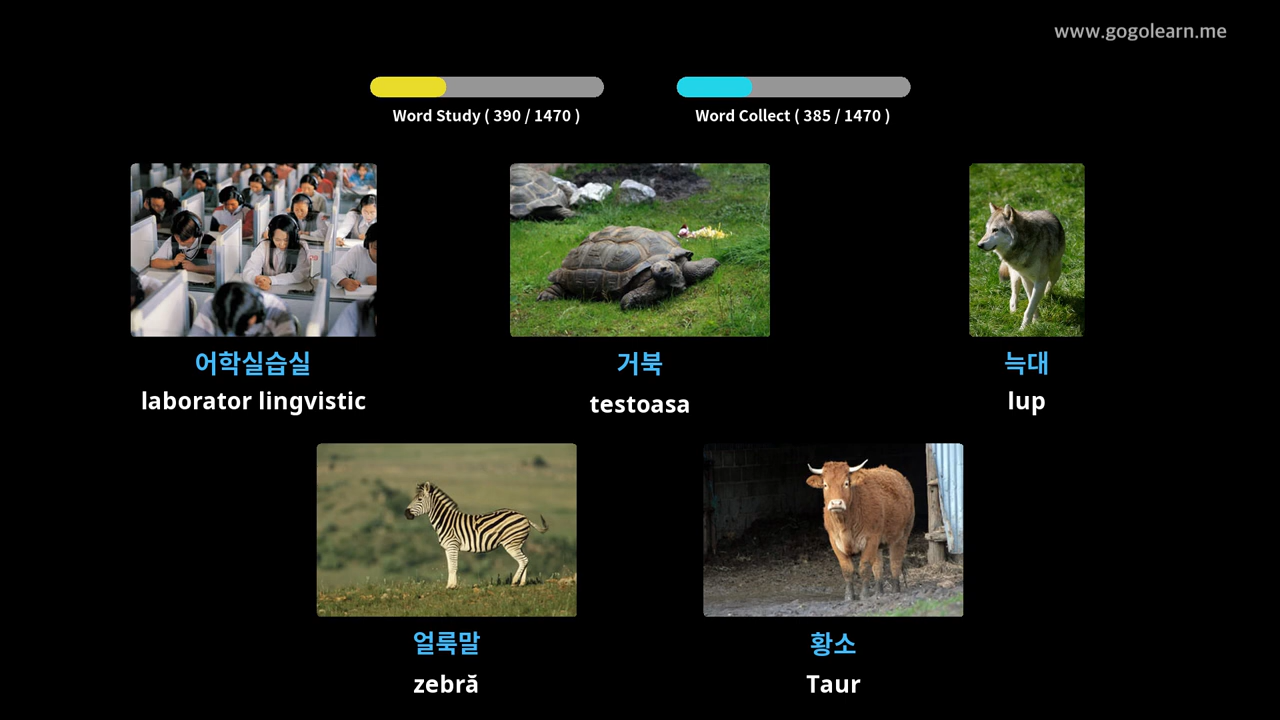 www.gogolearn.me
Word Study ( 390 / 1470 )
Word Collect ( 385 / 1470 )
어학실습실
laborator lingvistic
거북
testoasa
늑대
lup
얼룩말
zebră
황소
Taur